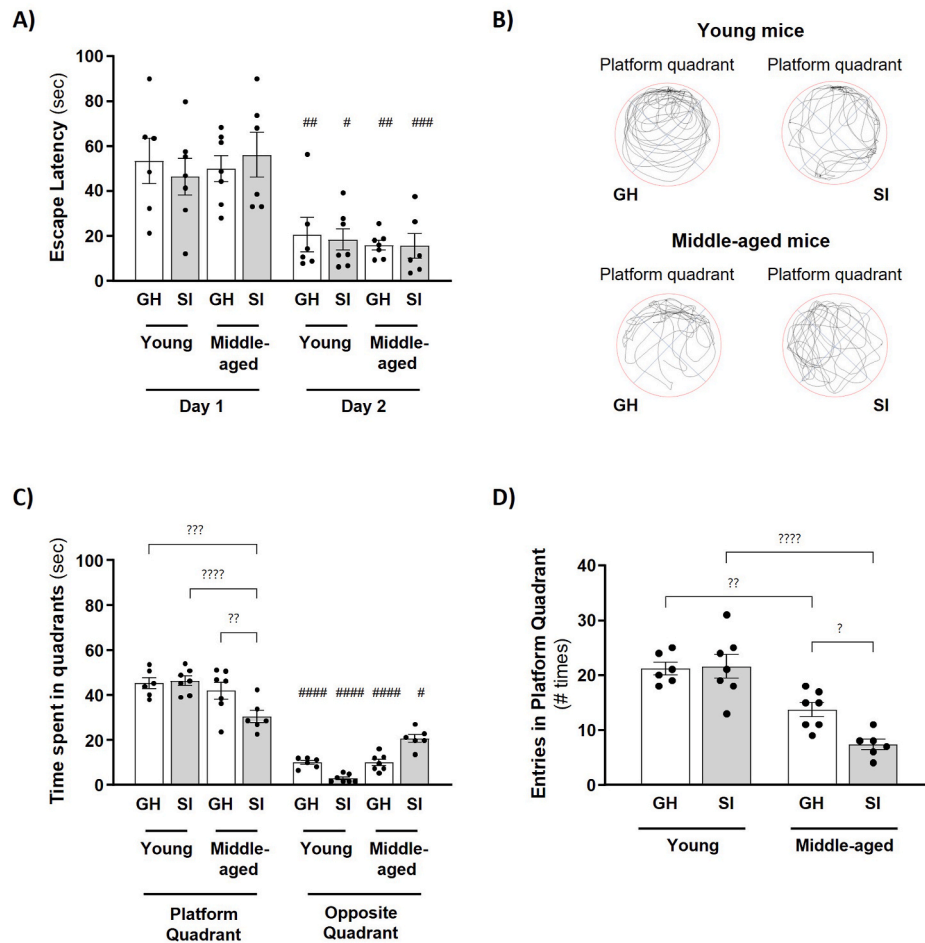 A)
Escape Latency (sec)
100
80
60
40
20
0
## # ## ###
GH SI GH SI GH SI GH SI
Young Middle-aged Young Middle-aged
Day 1 Day 2
B)
Young mice
Platform quadrant Platform quadrant
GH SI
Middle-aged mice
Platform quadrant Platform quadrant
GH SI
C)
Time spent in quadrants (sec)
100
80
60
40
20
0
???
????
??
#### #### #### #
GH SI GH SI GH SI GH SI
Young Middle-aged Young Middle-aged
Platform Quadrant Opposite Quadrant
D)
Entries in Platform Quadrant
(# times)
40
30
20
10
0
????
??
?
GH SI GH SI
Young Middle-aged